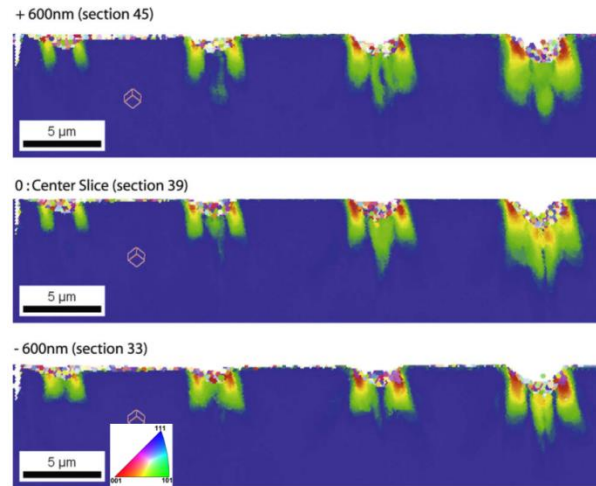 + 600nm (section 45)
5 µm
0 : Center Slice (section 39)
5 µm
- 600nm (section 33)
111
5 µm
001 101